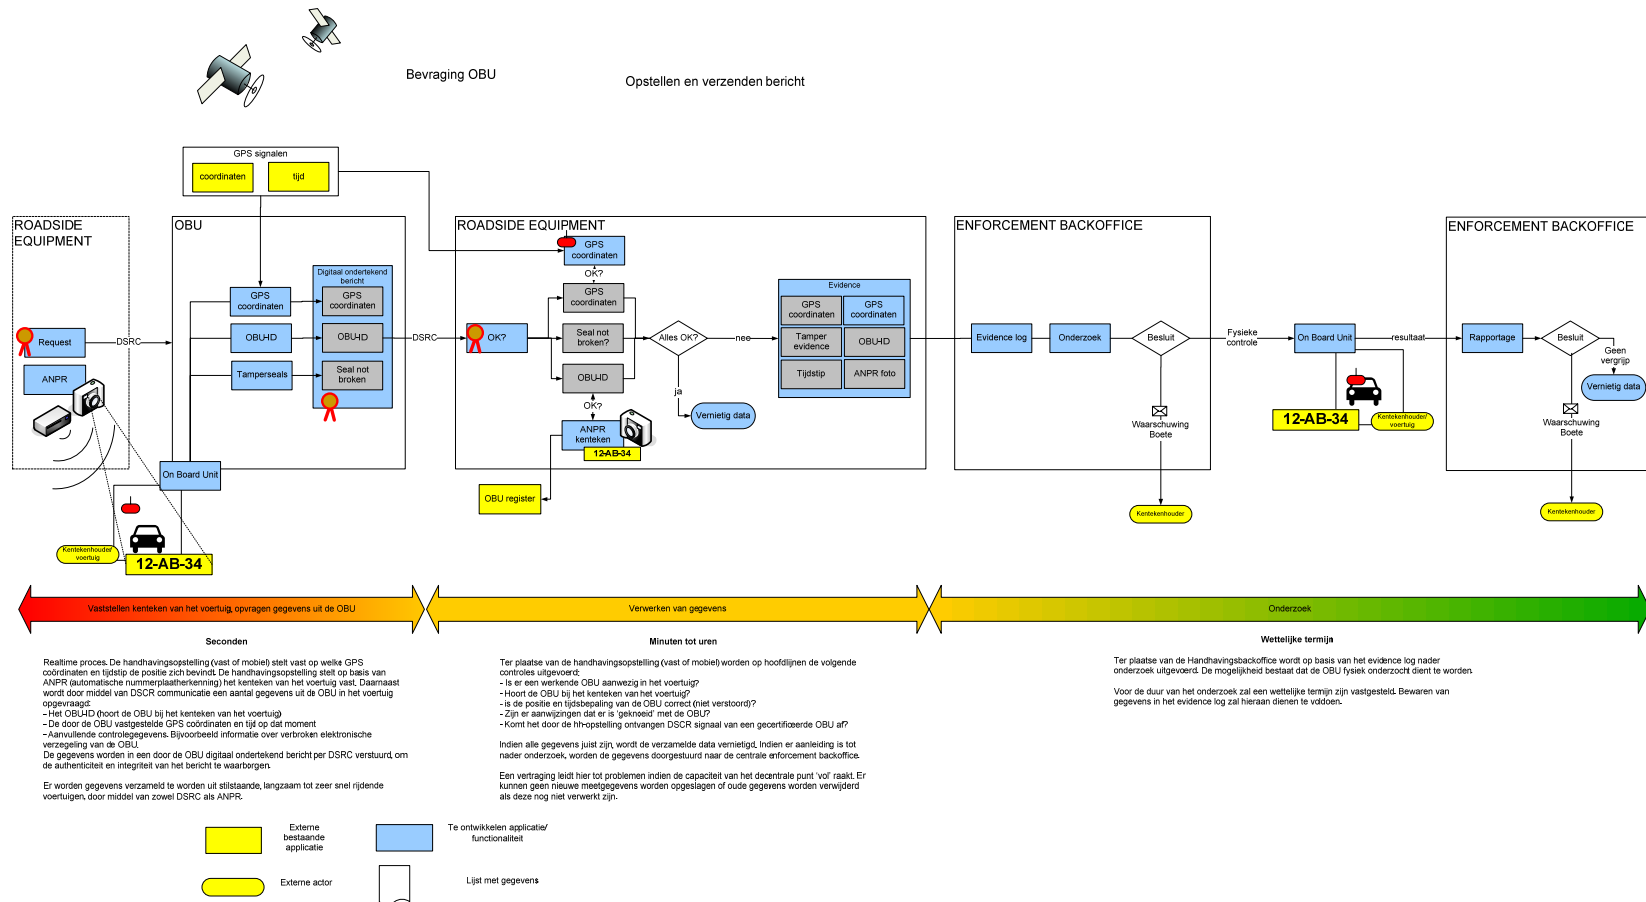 Bevraging OBU
Opstellen en verzenden bericht
GPS signalen
coordinaten
tijd
ROADSIDE
EQUIPMENT
Request
ANPR
DSRC
OBU
GPS
coordinaten
OBU-ID
Tamperseals
Digitaal ondertekend
bericht
GPS
coordinaten
OBU-ID
Seal not
broken
On Board Unit
Kentekenhouder/
voertuig
12-AB-34
DSRC
ROADSIDE EQUIPMENT
GPS
coordinaten
OK?
GPS
coordinaten
OK?
Seal not
broken?
OBU-ID
OK?
ANPR
kenteken
12-AB-34
OBU register
Alles OK?
nee
ja
Vernietig data
Evidence
GPS
coordinaten
GPS
coordinaten
Tamper
evidence
OBU-ID
Tijdstip
ANPR foto
ENFORCEMENT BACKOFFICE
Evidence log
Onderzoek
Besluit
Waarschuwing
Boete
Kentekenhouder
Fysieke
controle
On Board Unit
resultaat
12-AB-34
Kentekenhouder/
voertuig
ENFORCEMENT BACKOFFICE
Rapportage
Besluit
Geen
vergrijp
Vernietig data
Waarschuwing
Boete
Kentekenhouder
Vaststellen kenteken van het voertuig, opvragen gegevens uit de OBU
Verwerken van gegevens
Onderzoek
Seconden
Realtime proces. De handhavingsopstelling (vast of mobiel) stelt vast op welke GPS
coördinaten en tijdstip de positie zich bevindt. De handhavingsopstelling stelt op basis van
ANPR (automatische nummerplaatherkenning) het kenteken van het voertuig vast. Daarnaast
wordt door middel van DSCR communicatie een aantal gegevens uit de OBU in het voertuig
opgevraagd:
- Het OBU-ID (hoort de OBU bij het kenteken van het voertuig)
- De door de OBU vastgestelde GPS coördinaten en tijd op dat moment
- Aanvullende controlegegevens. Bijvoorbeeld informatie over verbroken elektronische
verzegeling van de OBU.
De gegevens worden in een door de OBU digitaal ondertekend bericht per DSRC verstuurd, om
de authenticiteit en integriteit van het bericht te waarborgen.
Er worden gegevens verzameld te worden uit stilstaande, langzaam tot zeer snel rijdende
voertuigen, door middel van zowel DSRC als ANPR.
Minuten tot uren
Ter plaatse van de handhavingsopstelling (vast of mobiel) worden op hoofdlijnen de volgende
controles uitgevoerd:
- Is er een werkende OBU aanwezig in het voertuig?
- Hoort de OBU bij het kenteken van het voertuig?
- is de positie en tijdsbepaling van de OBU correct (niet verstoord)?
- Zijn er aanwijzingen dat er is 'geknoeid' met de OBU?
- Komt het door de hh-opstelling ontvangen DSCR signaal van een gecertificeerde OBU af?
Indien alle gegevens juist zijn, wordt de verzamelde data vernietigd. Indien er aanleiding is tot
nader onderzoek, worden de gegevens doorgestuurd naar de centrale enforcement backoffice.
Een vertraging leidt hier tot problemen indien de capaciteit van het decentrale punt 'vol' raakt. Er
kunnen geen nieuwe meetgegevens worden opgeslagen of oude gegevens worden verwijderd
als deze nog niet verwerkt zijn.
Wettelijke termijn
Ter plaatse van de Handhavingsbackoffice wordt op basis van het evidence log nader
onderzoek uitgevoerd. De mogelijkheid bestaat dat de OBU fysiek onderzocht dient te worden.
Voor de duur van het onderzoek zal een wettelijke termijn zijn vastgesteld. Bewaren van
gegevens in het evidence log zal hieraan dienen te voldoen.
Externe
bestaande
applicatie
Te ontwikkelen applicatie/
functionaliteit
Externe actor
Lijst met gegevens